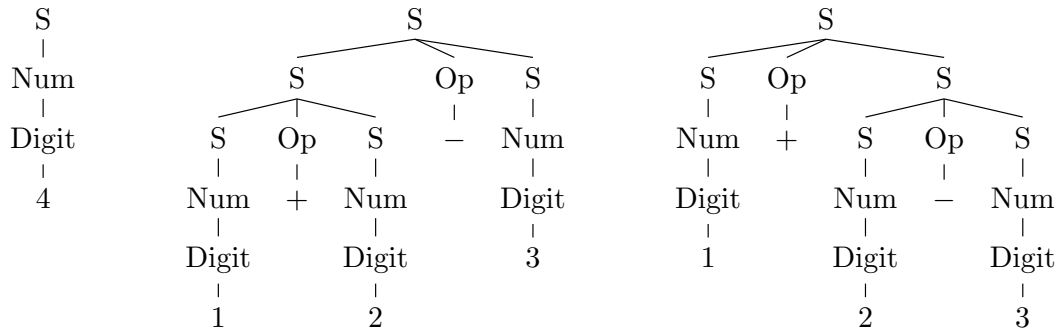 S S S
Num S Op S S Op S
Digit S Op S − Num Num + S Op S
4 Num + Num Digit Digit Num − Num
Digit Digit 3 1 Digit Digit
1 2 2 3